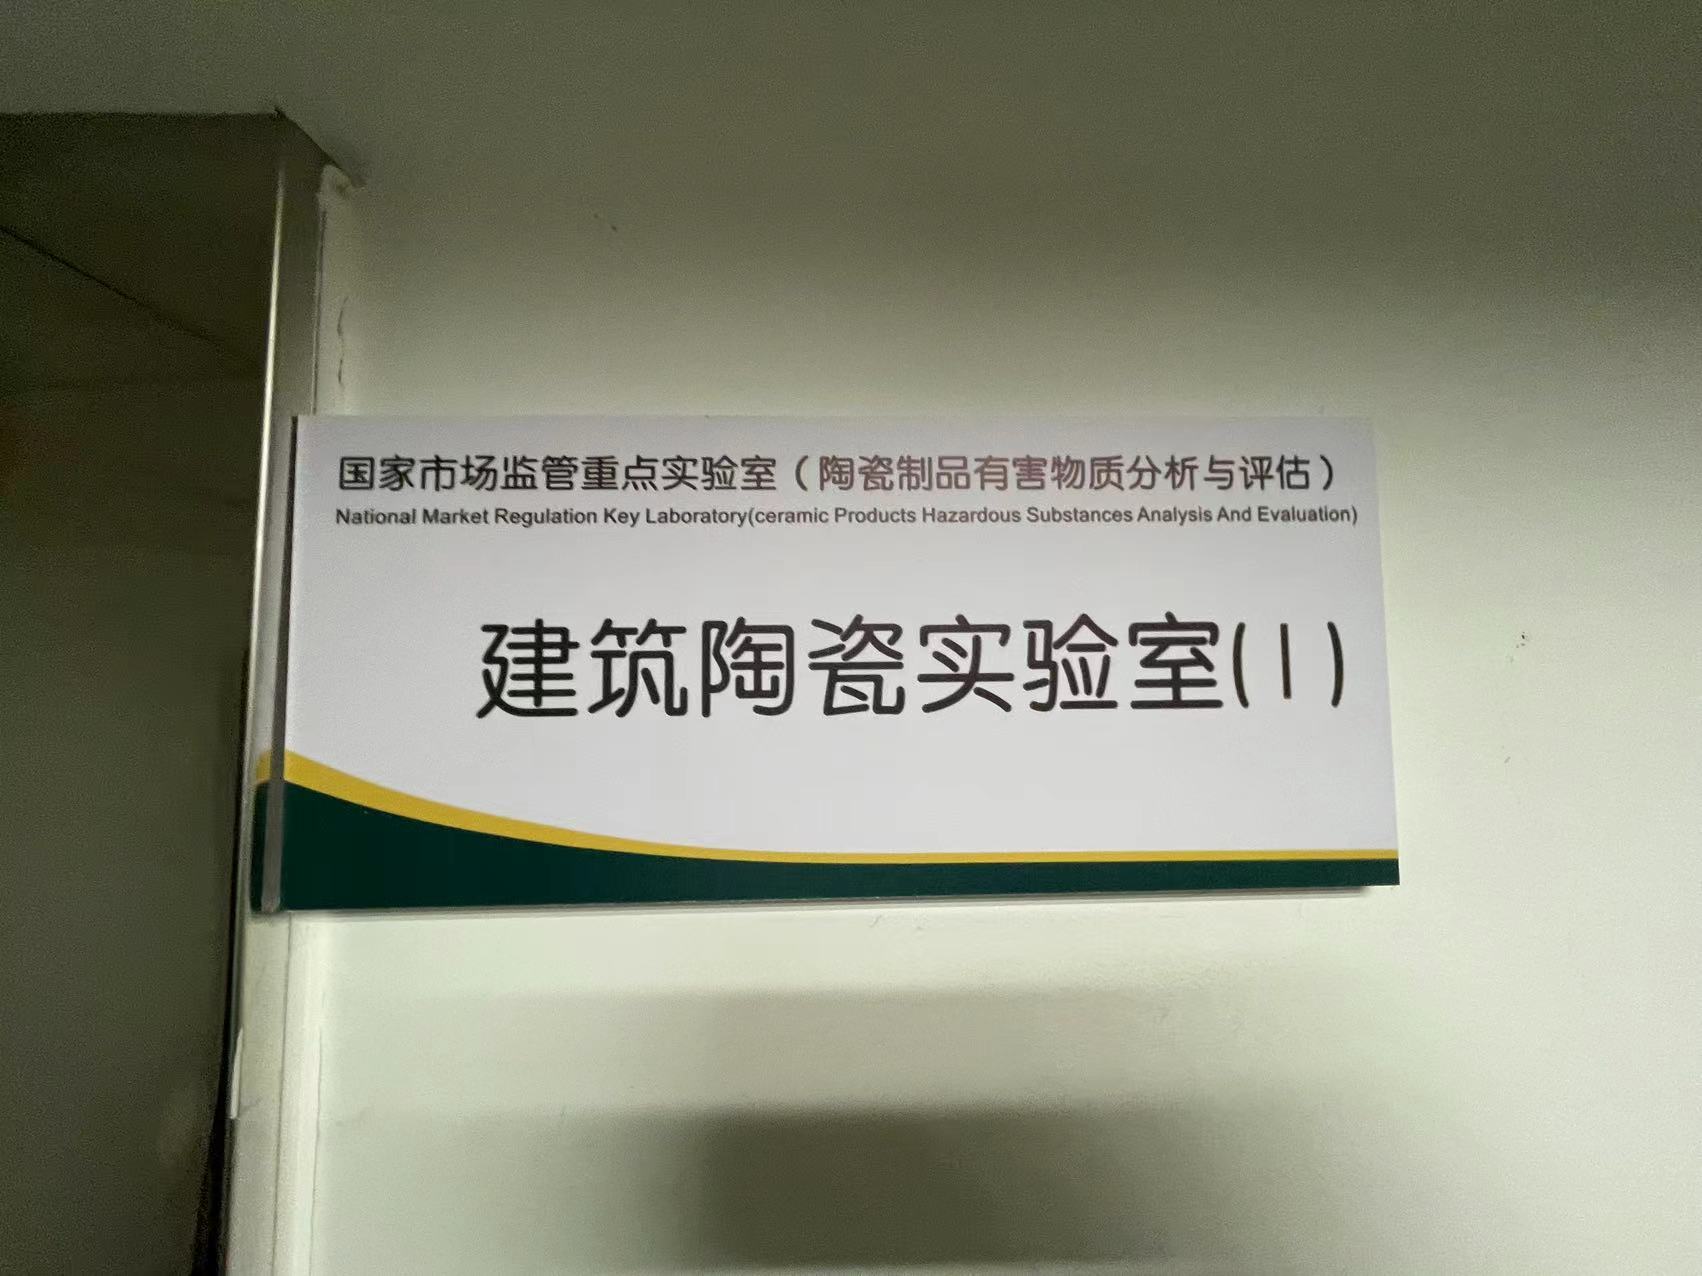 国家市场监管重点实验室（陶瓷制品有害物质分析与评估）
National Market Regulation Key Laboratory(ceramic Products Hazardous Substances Analysis And Evaluation)
建筑陶瓷实验室(I)